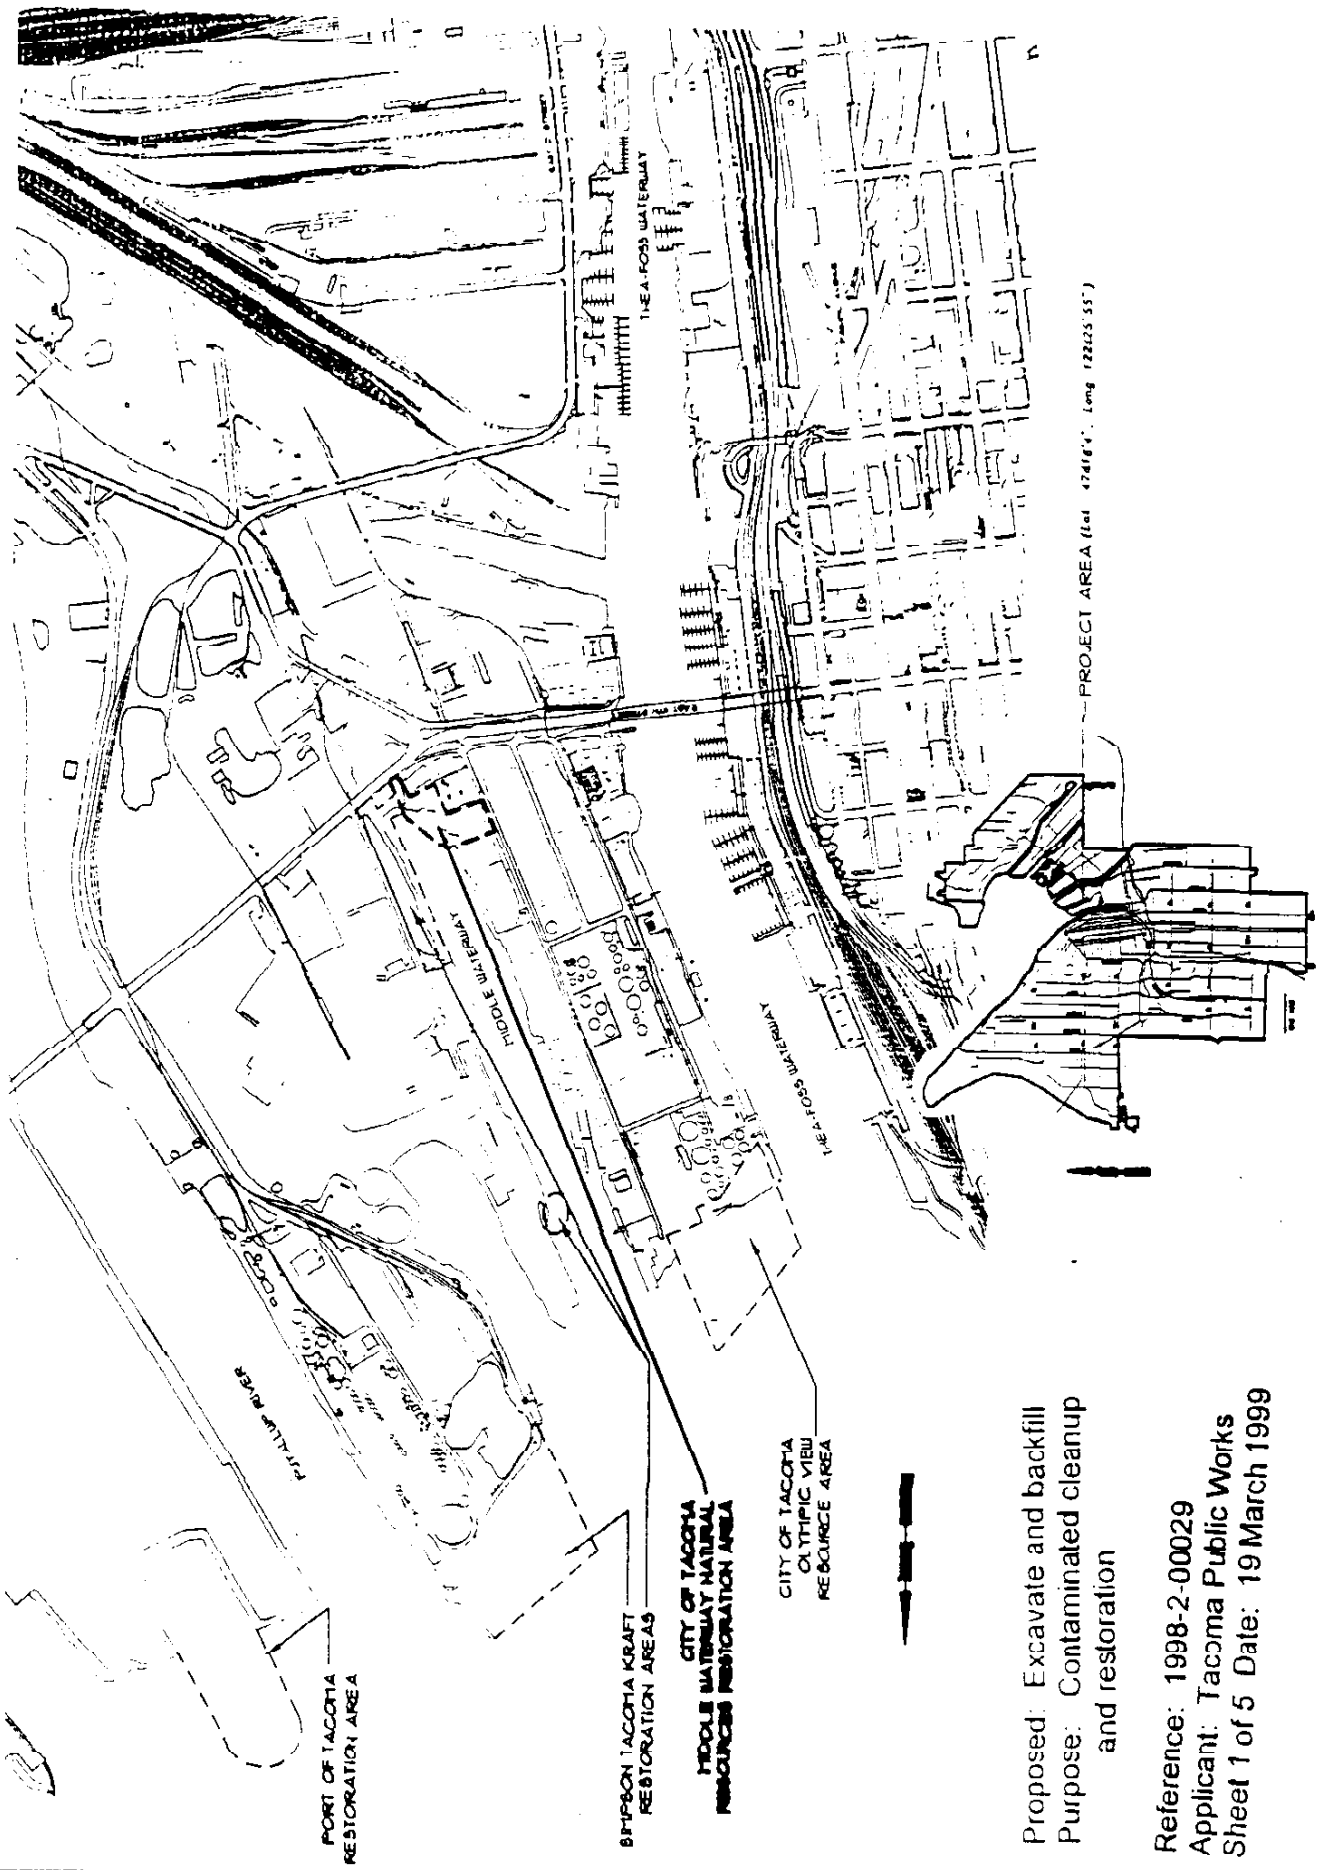 PORT OF TACOMA
RESTORATION AREA
SIMPSON TACOMA KRAFT
RESTORATION AREAS
CITY OF TACOMA
MIDDLE WATERWAY NATURAL
RESOURCES RESTORATION AREA
CITY OF TACOMA
OLYMPIC VIEW
RESOURCE AREA
PUYALLUP RIVER
MIDDLE WATERWAY
THEA-FOSS WATERWAY
THEA-FOSS WATERWAY
PROJECT AREA
Proposed: Excavate and backfill
Purpose: Contaminated cleanup
and restoration
Reference: 1998-2-00029
Applicant: Tacoma Public Works
Sheet 1 of 5 Date: 19 March 1999